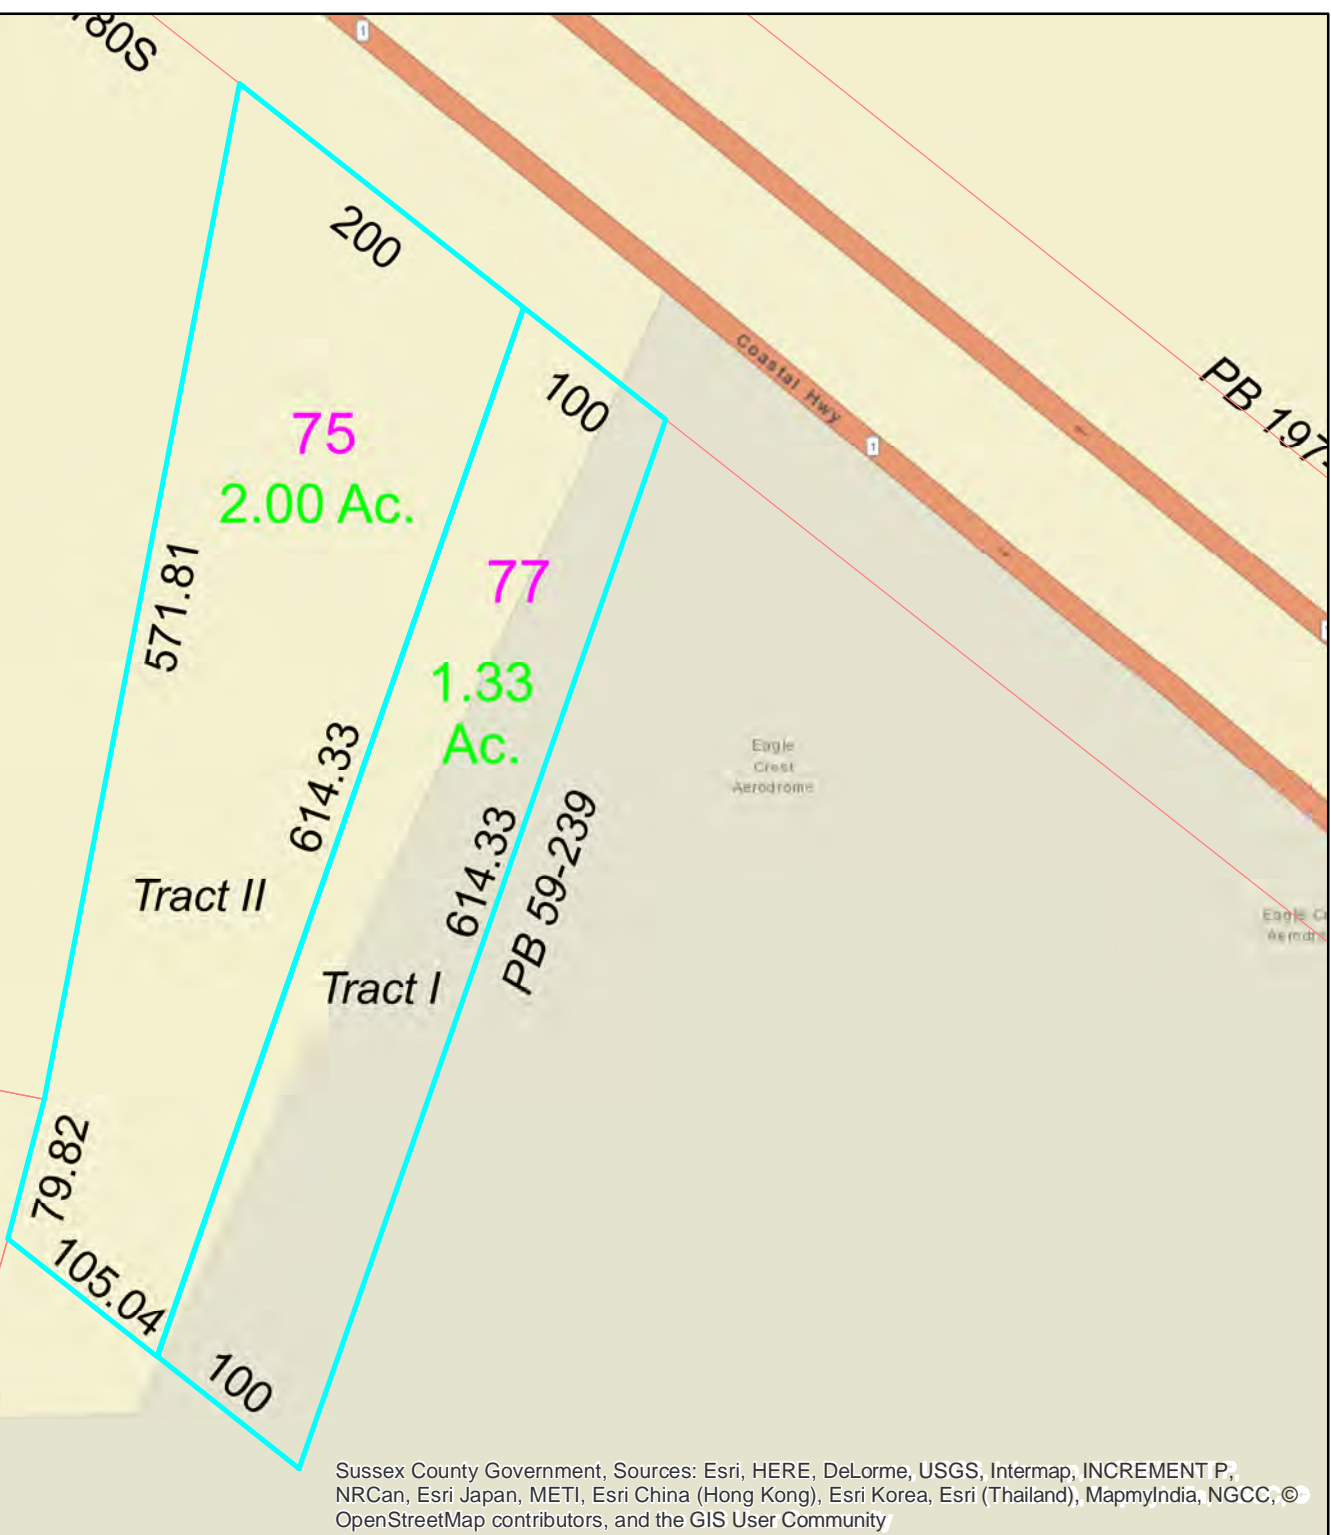 1
200
Coastal Hwy
100
75
2.00 Ac.
1
571.81
77
1.33
Ac.
614.33
Eagle
Crest
Aerodrome
614.33
PB 59-239
Tract II
Tract I
Eagle
79.82
105.04
100
Sussex County Government, Sources: Esri, HERE, DeLorme, USGS, Intermap, INCREMENT P,
NRCan, Esri Japan, METI, Esri China (Hong Kong), Esri Korea, Esri (Thailand), MapmyIndia, NGCC, ©
OpenStreetMap contributors, and the GIS User Community